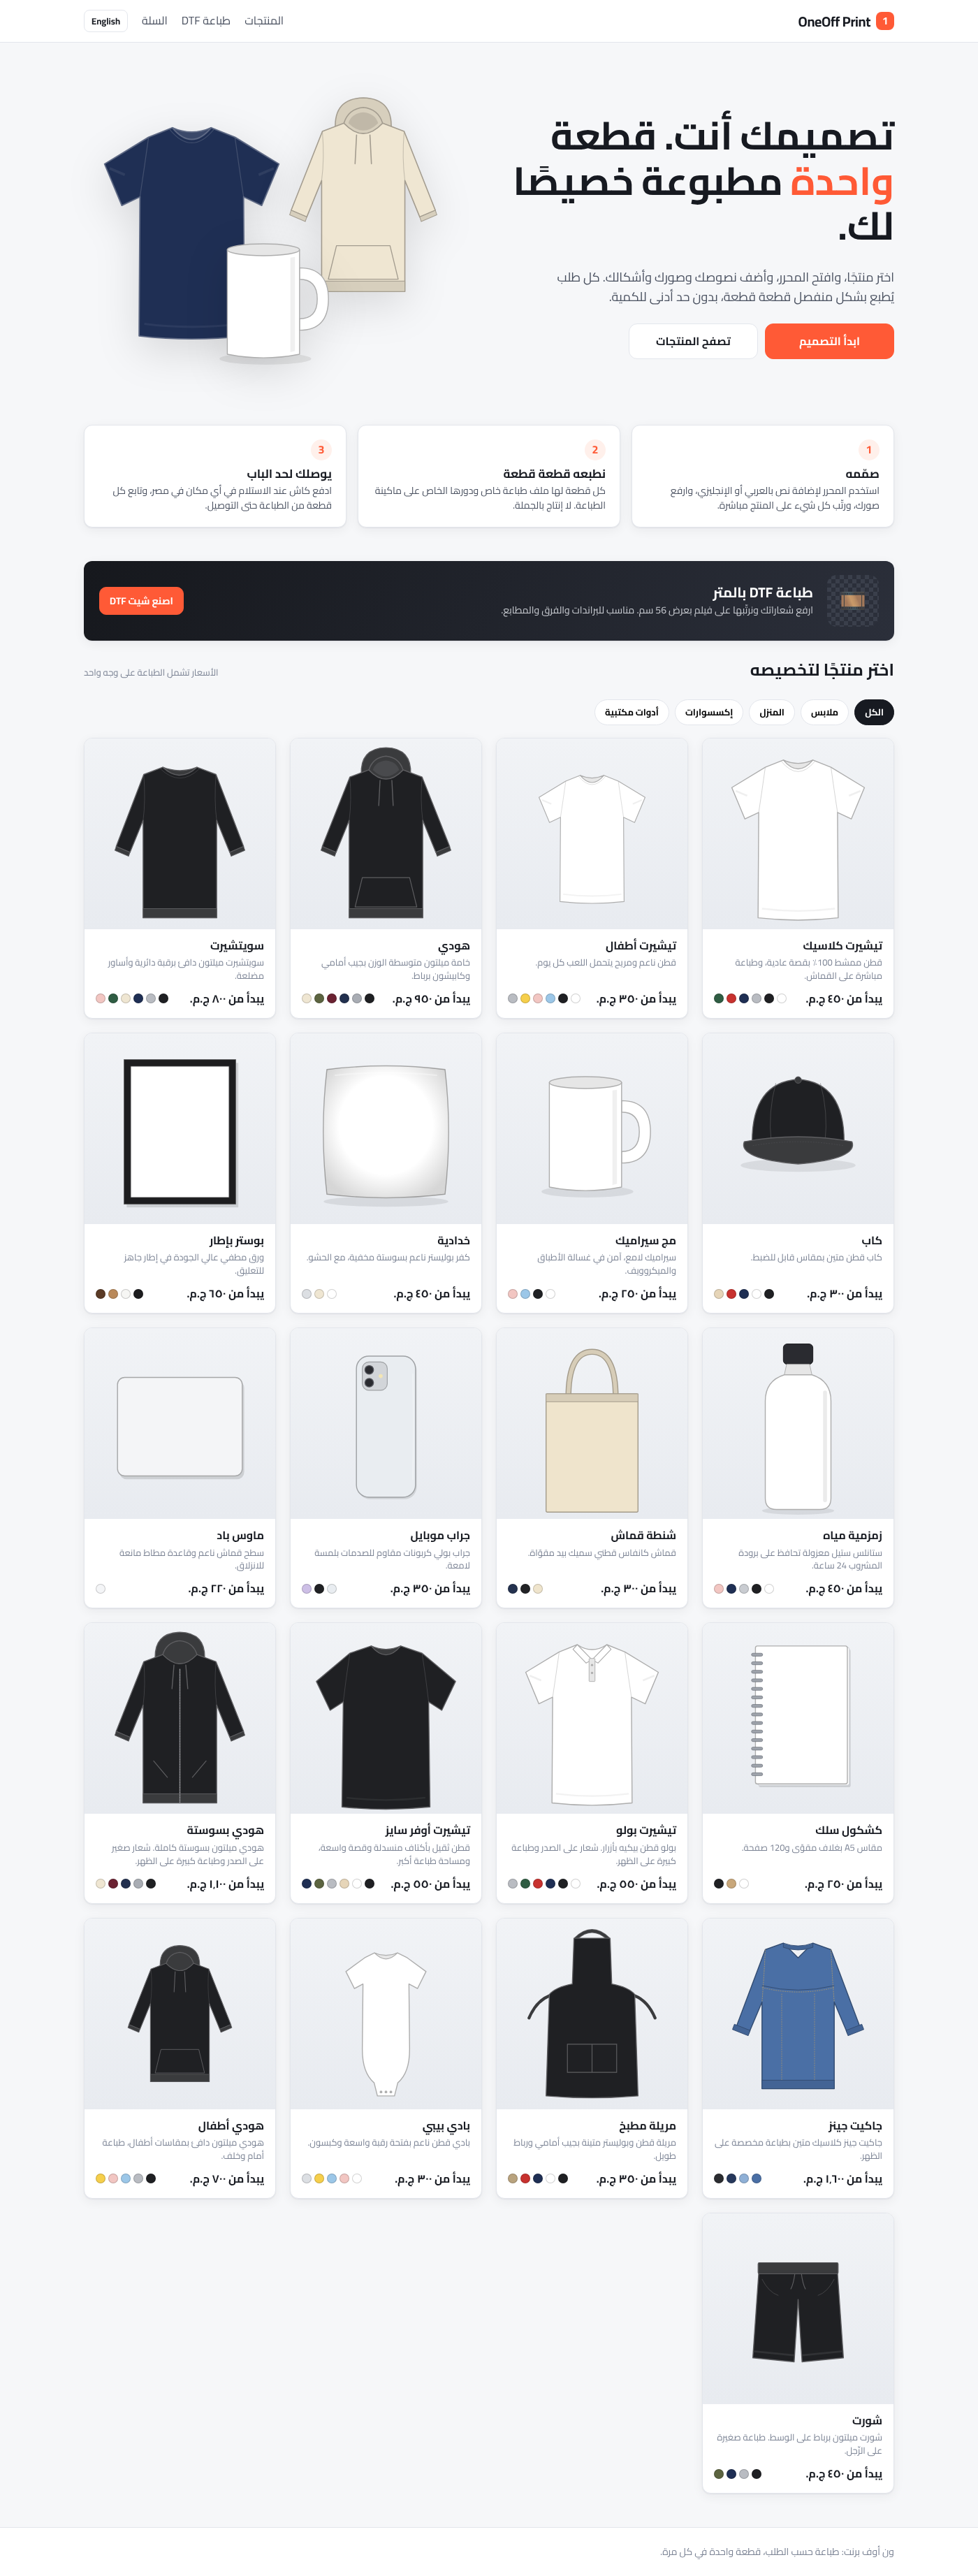 1 OneOff Print
المنتجات
طباعة DTF
السلة
English
تصميمك أنت. قطعة
واحدة مطبوعة خصيصًا
لك.
اختر منتجًا، وافتح المحرر، وأضف نصوصك وصورك وأشكالك. كل طلب
يُطبع بشكل منفصل قطعة قطعة، بدون حد أدنى للكمية.
ابدأ التصميم
تصفح المنتجات
1
صمّمه
استخدم المحرر لإضافة نص بالعربي أو الإنجليزي، وارفع
صورك، ورتّب كل شيء على المنتج مباشرة.
2
نطبعه قطعة قطعة
كل قطعة لها ملف طباعة خاص ودورها الخاص على ماكينة
الطباعة. لا إنتاج بالجملة.
3
يوصلك لحد الباب
ادفع كاش عند الاستلام في أي مكان في مصر، وتابع كل
قطعة من الطباعة حتى التوصيل.
طباعة DTF بالمتر
ارفع شعاراتك ونرتّبها على فيلم بعرض 56 سم. مناسب للبراندات والفرق والمطابع.
اصنع شيت DTF
اختر منتجًا لتخصيصه
الأسعار تشمل الطباعة على وجه واحد
الكل
ملابس
المنزل
إكسسوارات
أدوات مكتبية
تيشيرت كلاسيك
قطن ممشط 100٪ بقصة عادية، وطباعة
مباشرة على القماش.
يبدأ من ٤٥٠ ج.م.
تيشيرت أطفال
قطن ناعم ومريح يتحمل اللعب كل يوم.
يبدأ من ٣٥٠ ج.م.
هودي
خامة ميلتون متوسطة الوزن بجيب أمامي
وكابيشون برباط.
يبدأ من ٩٥٠ ج.م.
سويتشيرت
سويتشيرت ميلتون دافئ برقبة دائرية وأساور
مضلعة.
يبدأ من ٨٠٠ ج.م.
كاب
كاب قطن متين بمقاس قابل للضبط.
يبدأ من ٣٠٠ ج.م.
مج سيراميك
سيراميك لامع، آمن في غسالة الأطباق
والميكروويف.
يبدأ من ٢٥٠ ج.م.
خدادية
كفر بوليستر ناعم بسوستة مخفية، مع الحشو.
يبدأ من ٤٥٠ ج.م.
بوستر بإطار
ورق مطفي عالي الجودة في إطار جاهز
للتعليق.
يبدأ من ٦٥٠ ج.م.
زمزمية مياه
ستانلس ستيل معزولة تحافظ على برودة
المشروب 24 ساعة.
يبدأ من ٤٥٠ ج.م.
شنطة قماش
قماش كانفاس قطني سميك بيد مقوّاة.
يبدأ من ٣٠٠ ج.م.
جراب موبايل
جراب بولي كربونات مقاوم للصدمات بلمسة
لامعة.
يبدأ من ٣٥٠ ج.م.
ماوس باد
سطح قماش ناعم وقاعدة مطاط مانعة
للانزلاق.
يبدأ من ٢٢٠ ج.م.
كشكول سلك
مقاس A5 بغلاف مقوّى و120 صفحة.
يبدأ من ٢٥٠ ج.م.
تيشيرت بولو
بولو قطن بيكيه بأزرار. شعار على الصدر وطباعة
كبيرة على الظهر.
يبدأ من ٥٥٠ ج.م.
تيشيرت أوفر سايز
قطن ثقيل بأكتاف منسدلة وقصة واسعة،
ومساحة طباعة أكبر.
يبدأ من ٥٥٠ ج.م.
هودي بسوستة
هودي ميلتون بسوستة كاملة. شعار صغير
على الصدر وطباعة كبيرة على الظهر.
يبدأ من ١٬١٠٠ ج.م.
جاكيت جينز
جاكيت جينز كلاسيك متين بطباعة مخصصة على
الظهر.
يبدأ من ١٬٦٠٠ ج.م.
مريلة مطبخ
مريلة قطن وبوليستر متينة بجيب أمامي ورباط
طويل.
يبدأ من ٣٥٠ ج.م.
بادي بيبي
بادي قطن ناعم بفتحة رقبة واسعة وكبسون.
يبدأ من ٣٠٠ ج.م.
هودي أطفال
هودي ميلتون دافئ بمقاسات أطفال، طباعة
أمام وخلف.
يبدأ من ٧٠٠ ج.م.
شورت
شورت ميلتون برباط على الوسط. طباعة صغيرة
على الرّجل.
يبدأ من ٤٥٠ ج.م.
ون أوف برنت: طباعة حسب الطلب، قطعة واحدة في كل مرة.